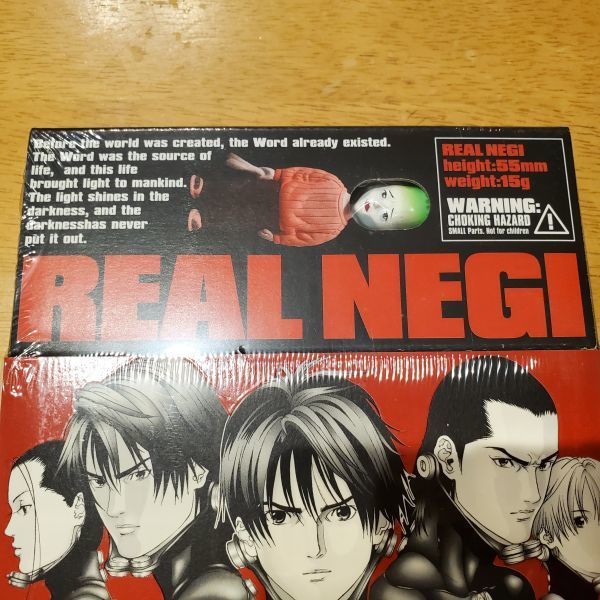 Before the world was created, the Word already existed.
The Word was the source of
life, and this life
brought light to mankind.
The light shines in the
darkness, and the
darknesshas never
put it out.
REAL NEGI
height:55mm
weight:15g
WARNING:
CHOKING HAZARD
SMALL Parts. Not for children
REAL NEGI